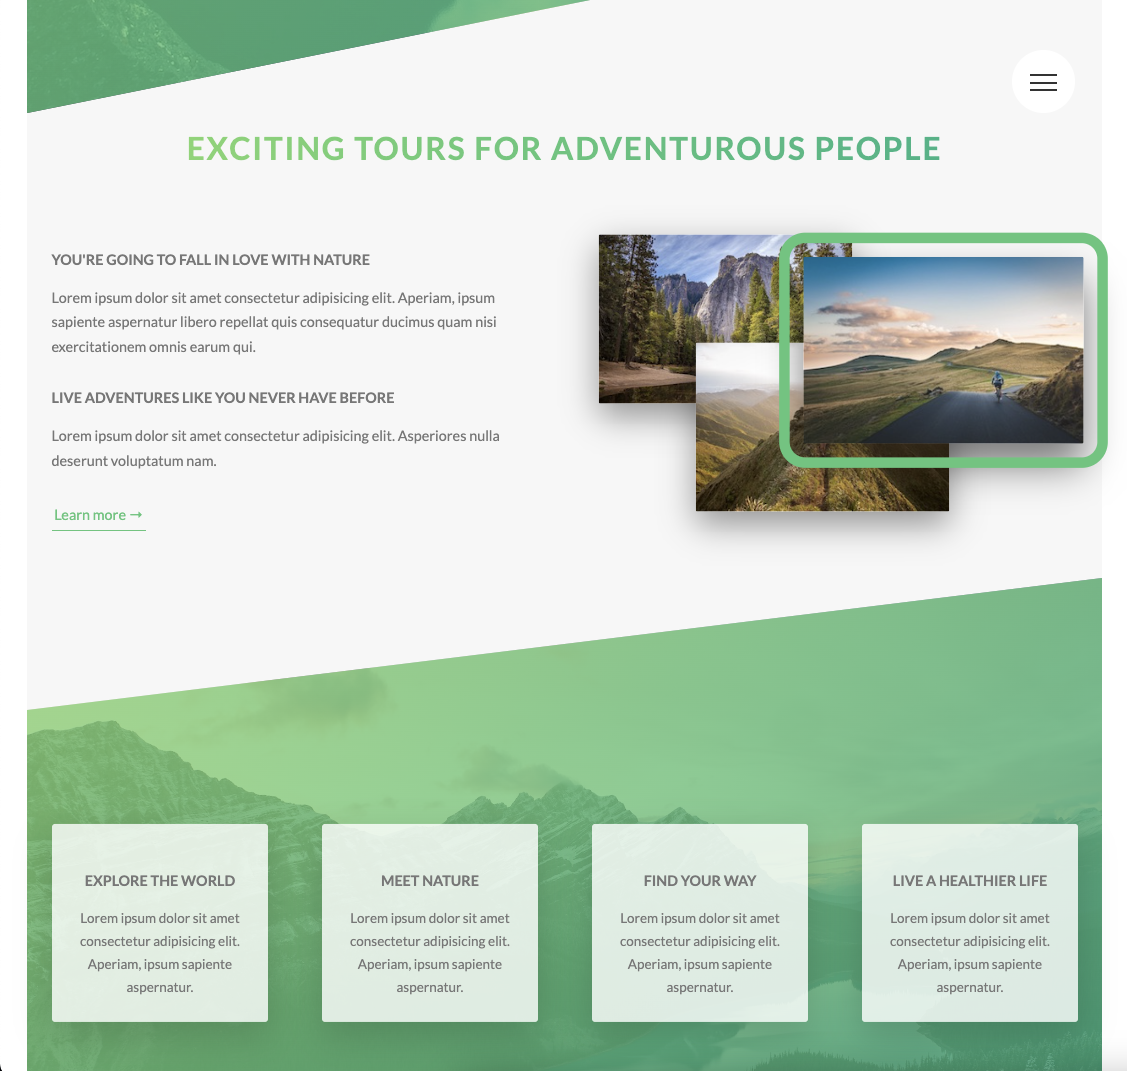 EXCITING TOURS FOR ADVENTUROUS PEOPLE
YOU'RE GOING TO FALL IN LOVE WITH NATURE
Lorem ipsum dolor sit amet consectetur adipisicing elit. Aperiam, ipsum
sapiente aspernatur libero repellat quis consequatur ducimus quam nisi
exercitationem omnis earum qui.
LIVE ADVENTURES LIKE YOU NEVER HAVE BEFORE
Lorem ipsum dolor sit amet consectetur adipisicing elit. Asperiores nulla
deserunt voluptatum nam.
Learn more →
EXPLORE THE WORLD
Lorem ipsum dolor sit amet
consectetur adipisicing elit.
Aperiam, ipsum sapiente
aspernatur.
MEET NATURE
Lorem ipsum dolor sit amet
consectetur adipisicing elit.
Aperiam, ipsum sapiente
aspernatur.
FIND YOUR WAY
Lorem ipsum dolor sit amet
consectetur adipisicing elit.
Aperiam, ipsum sapiente
aspernatur.
LIVE A HEALTHIER LIFE
Lorem ipsum dolor sit amet
consectetur adipisicing elit.
Aperiam, ipsum sapiente
aspernatur.